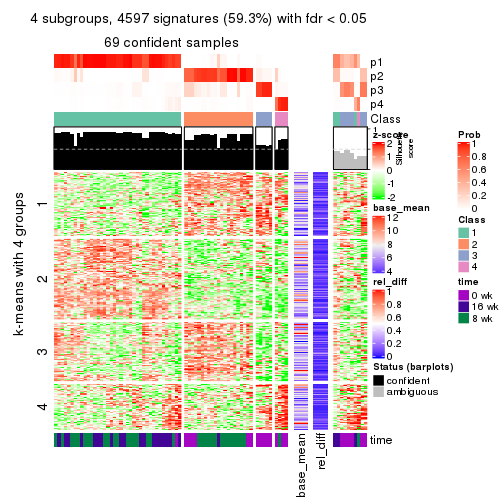 4 subgroups, 4597 signatures (59.3%) with fdr < 0.05
69 confident samples
p1
p2
p3
p4
Class
1
Silhouette
score
k-means with 4 groups
1
2
3
4
time
base_mean
rel_diff
z-score
2
1
0
-1
-2
base_mean
12
10
8
6
4
rel_diff
1
0.8
0.6
0.4
0.2
0
Status (barplots)
confident
ambiguous
Prob
1
0.8
0.6
0.4
0.2
0
Class
1
2
3
4
time
0 wk
16 wk
8 wk